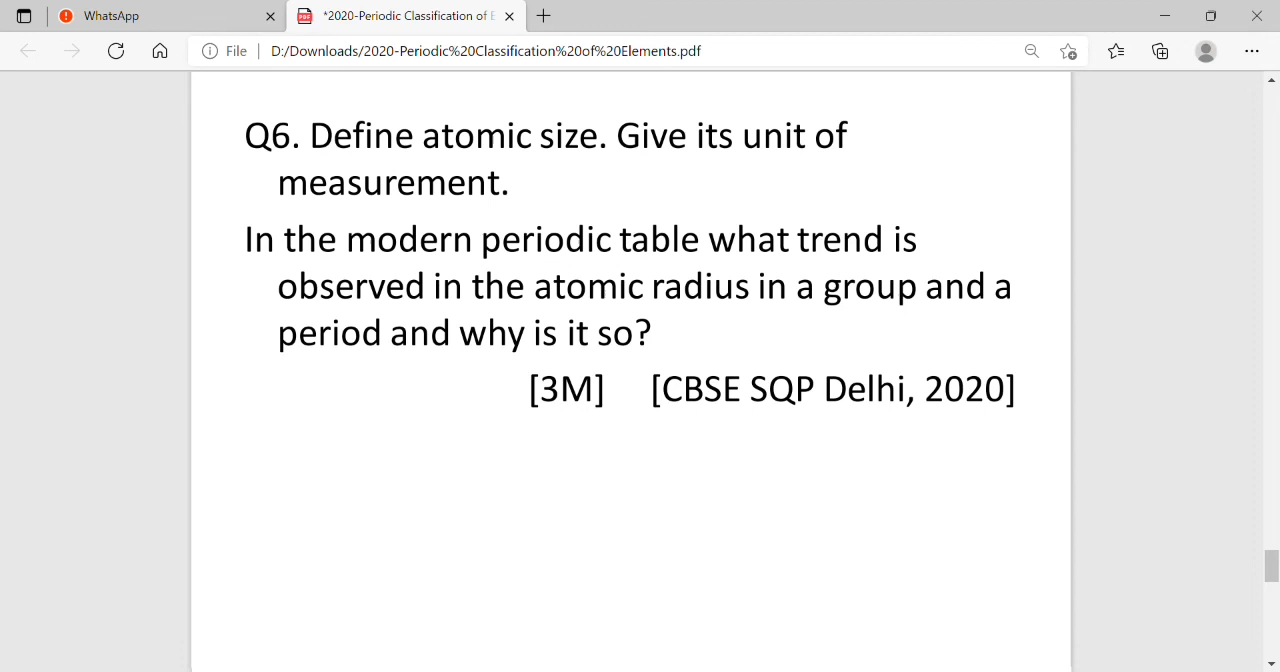 WhatsApp
*2020-Periodic Classification of E
File
D:/Downloads/2020-Periodic%20Classification%20of%20Elements.pdf
Q6. Define atomic size. Give its unit of
measurement.
In the modern periodic table what trend is
observed in the atomic radius in a group and a
period and why is it so?
[3M] [CBSE SQP Delhi, 2020]